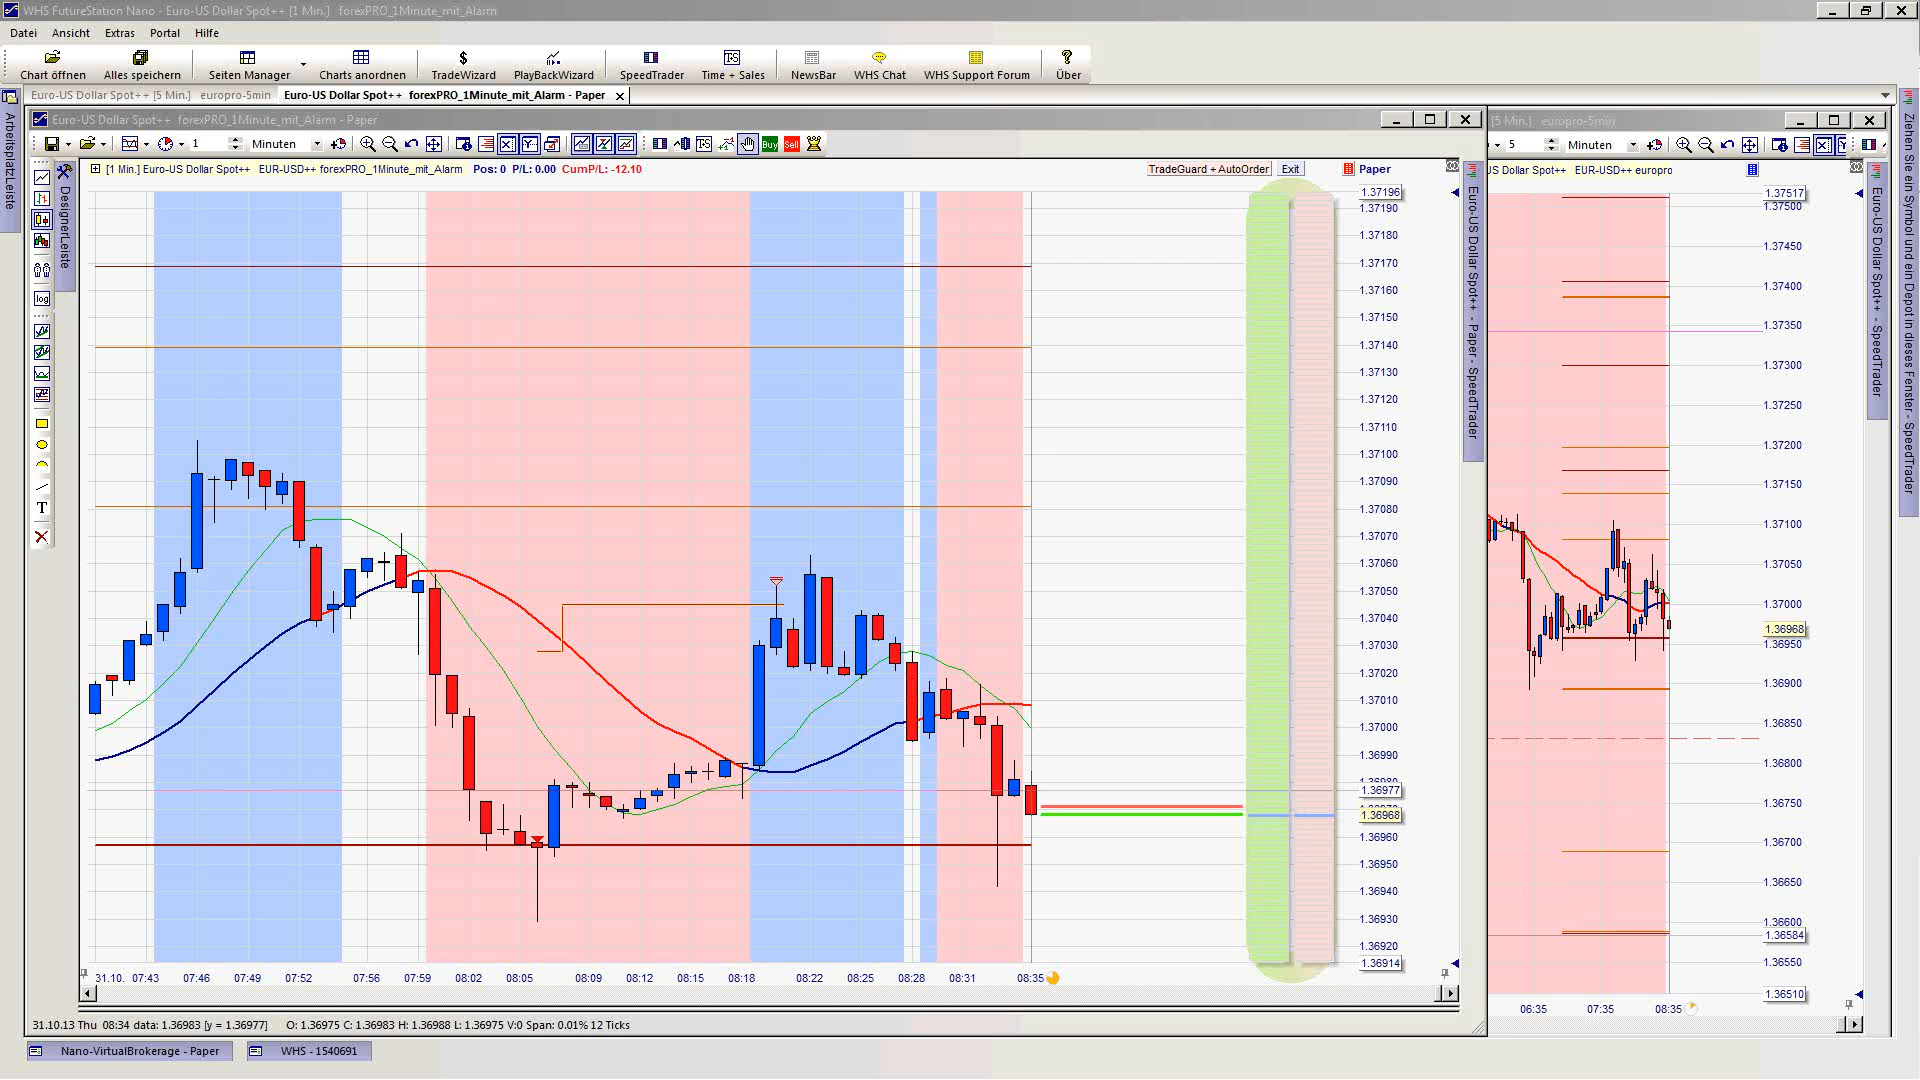 WHS FutureStation Nano - Euro-US Dollar Spot++ [1 Min.] forexPRO_1Minute_mit_Alarm
Datei Ansicht Extras Portal Hilfe
Chart öffnen Alles speichern Seiten Manager Charts anordnen TradeWizard PlayBackWizard SpeedTrader Time + Sales NewsBar WHS Chat WHS Support Forum Über
Euro-US Dollar Spot++ [5 Min.] europro-5min Euro-US Dollar Spot++ forexPRO_1Minute_mit_Alarm - Paper
ArbeitsplatzLeiste
Euro-US Dollar Spot++ forexPRO_1Minute_mit_Alarm - Paper
1 Minuten Buy Sell
DesignerLeiste
log
T
[1 Min.] Euro-US Dollar Spot++ EUR-USD++ forexPRO_1Minute_mit_Alarm Pos: 0 P/L: 0.00 CumP/L: -12.10
TradeGuard + AutoOrder Exit Paper
1.37196
1.37190
1.37180
1.37170
1.37160
1.37150
1.37140
1.37130
1.37120
1.37110
1.37100
1.37090
1.37080
1.37070
1.37060
1.37050
1.37040
1.37030
1.37020
1.37010
1.37000
1.36990
1.36977
1.36968
1.36960
1.36950
1.36940
1.36930
1.36920
1.36914
31.10. 07:43 07:46 07:49 07:52 07:56 07:59 08:02 08:05 08:09 08:12 08:15 08:18 08:22 08:25 08:28 08:31 08:35
31.10.13 Thu 08:34 data: 1.36983 [y = 1.36977] O: 1.36975 C: 1.36983 H: 1.36988 L: 1.36975 V:0 Span: 0.01% 12 Ticks
Nano-VirtualBrokerage - Paper WHS - 1540691
Euro-US Dollar Spot++ - Paper - SpeedTrader
[5 Min.] europro-5min
5 Minuten
US Dollar Spot++ EUR-USD++ europro
1.37517
1.37500
1.37450
1.37400
1.37350
1.37300
1.37250
1.37200
1.37150
1.37100
1.37050
1.37000
1.36968
1.36950
1.36900
1.36850
1.36800
1.36750
1.36700
1.36650
1.36600
1.36584
1.36550
1.36510
06:35 07:35 08:35
Euro-US Dollar Spot++ - SpeedTrader
Ziehen Sie ein Symbol und ein Depot in dieses Fenster - SpeedTrader